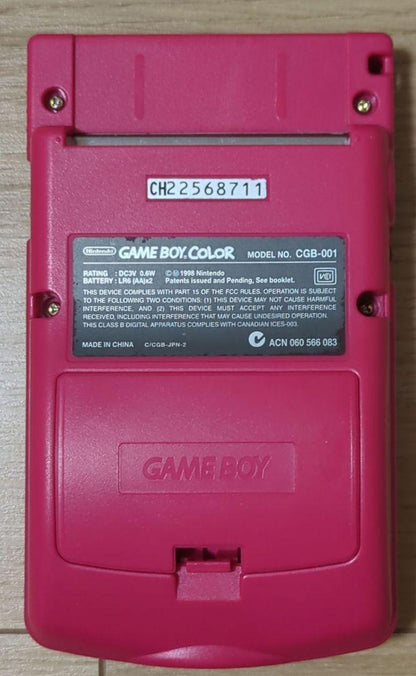 CH22568711
Nintendo GAME BOY COLOR MODEL NO. CGB-001
RATING : DC3V 0.6W ©Ⓟ1998 Nintendo
BATTERY : LR6 (AA)x2 Patents issued and Pending, See booklet.
THIS DEVICE COMPLIES WITH PART 15 OF THE FCC RULES. OPERATION IS SUBJECT
TO THE FOLLOWING TWO CONDITIONS: (1) THIS DEVICE MAY NOT CAUSE HARMFUL
INTERFERENCE, AND (2) THIS DEVICE MUST ACCEPT ANY INTERFERENCE
RECEIVED, INCLUDING INTERFERENCE THAT MAY CAUSE UNDESIRED OPERATION.
THIS CLASS B DIGITAL APPARATUS COMPLIES WITH CANADIAN ICES-003.
MADE IN CHINA C/CGB-JPN-2 ACN 060 566 083
GAME BOY